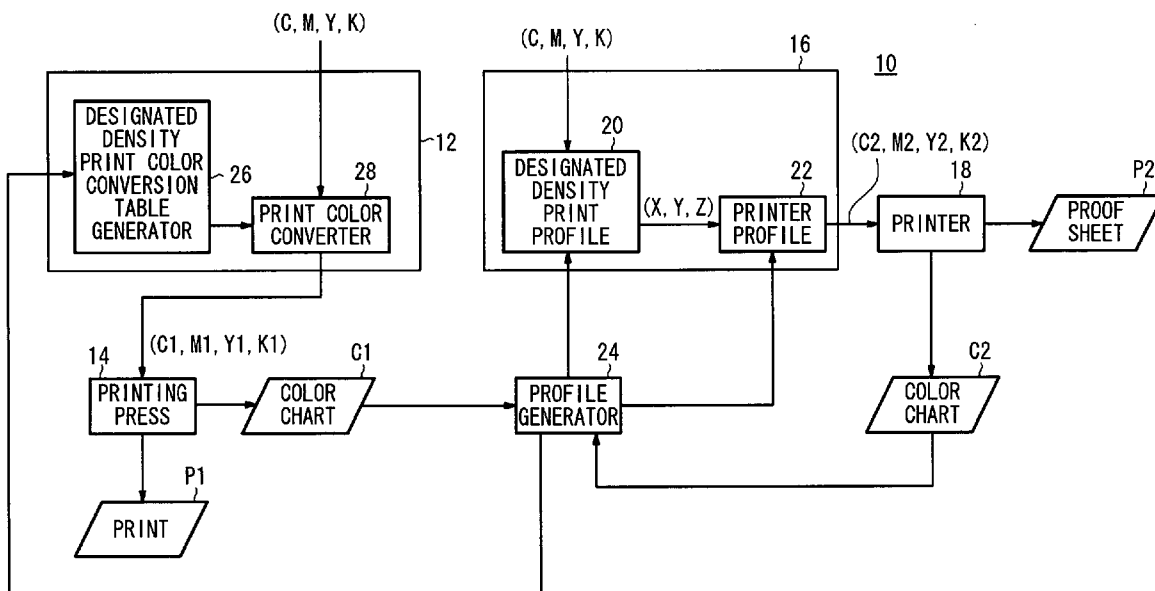 (C, M, Y, K)
(C, M, Y, K)
16
10
DESIGNATED
DENSITY
PRINT COLOR
CONVERSION
TABLE
GENERATOR
26
12
28
PRINT COLOR
CONVERTER
20
DESIGNATED
DENSITY
PRINT
PROFILE
(X, Y, Z)
22
PRINTER
PROFILE
(C2, M2, Y2, K2)
18
PRINTER
P2
PROOF
SHEET
(C1, M1, Y1, K1)
14
PRINTING
PRESS
C1
COLOR
CHART
24
PROFILE
GENERATOR
C2
COLOR
CHART
P1
PRINT